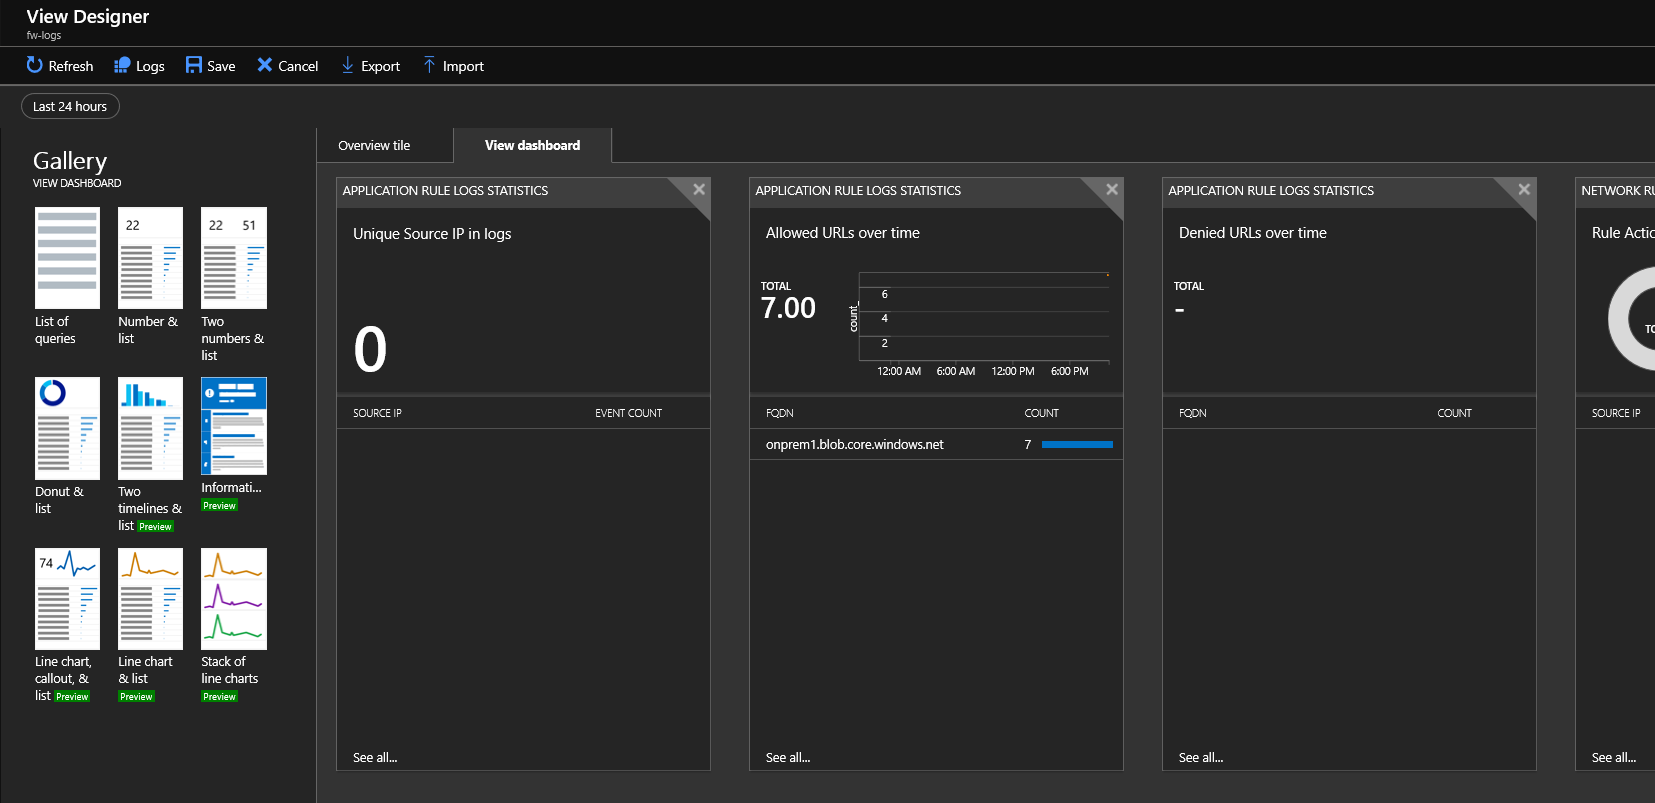 View Designer
fw-logs
Refresh
Logs
Save
Cancel
Export
Import
Last 24 hours
Gallery
VIEW DASHBOARD
List of
queries
22
Number &
list
22 51
Two
numbers &
list
Donut &
list
Two
timelines &
list Preview
Informati...
Preview
74
Line chart,
callout, &
list Preview
Line chart
& list
Preview
Stack of
line charts
Preview
Overview tile
View dashboard
APPLICATION RULE LOGS STATISTICS
Unique Source IP in logs
0
SOURCE IP EVENT COUNT
See all...
APPLICATION RULE LOGS STATISTICS
Allowed URLs over time
TOTAL
7.00
count_
6
4
2
12:00 AM 6:00 AM 12:00 PM 6:00 PM
FQDN COUNT
onprem1.blob.core.windows.net 7
See all...
APPLICATION RULE LOGS STATISTICS
Denied URLs over time
TOTAL
-
FQDN COUNT
See all...
NETWORK RU
Rule Actio
TO
SOURCE IP
See all...